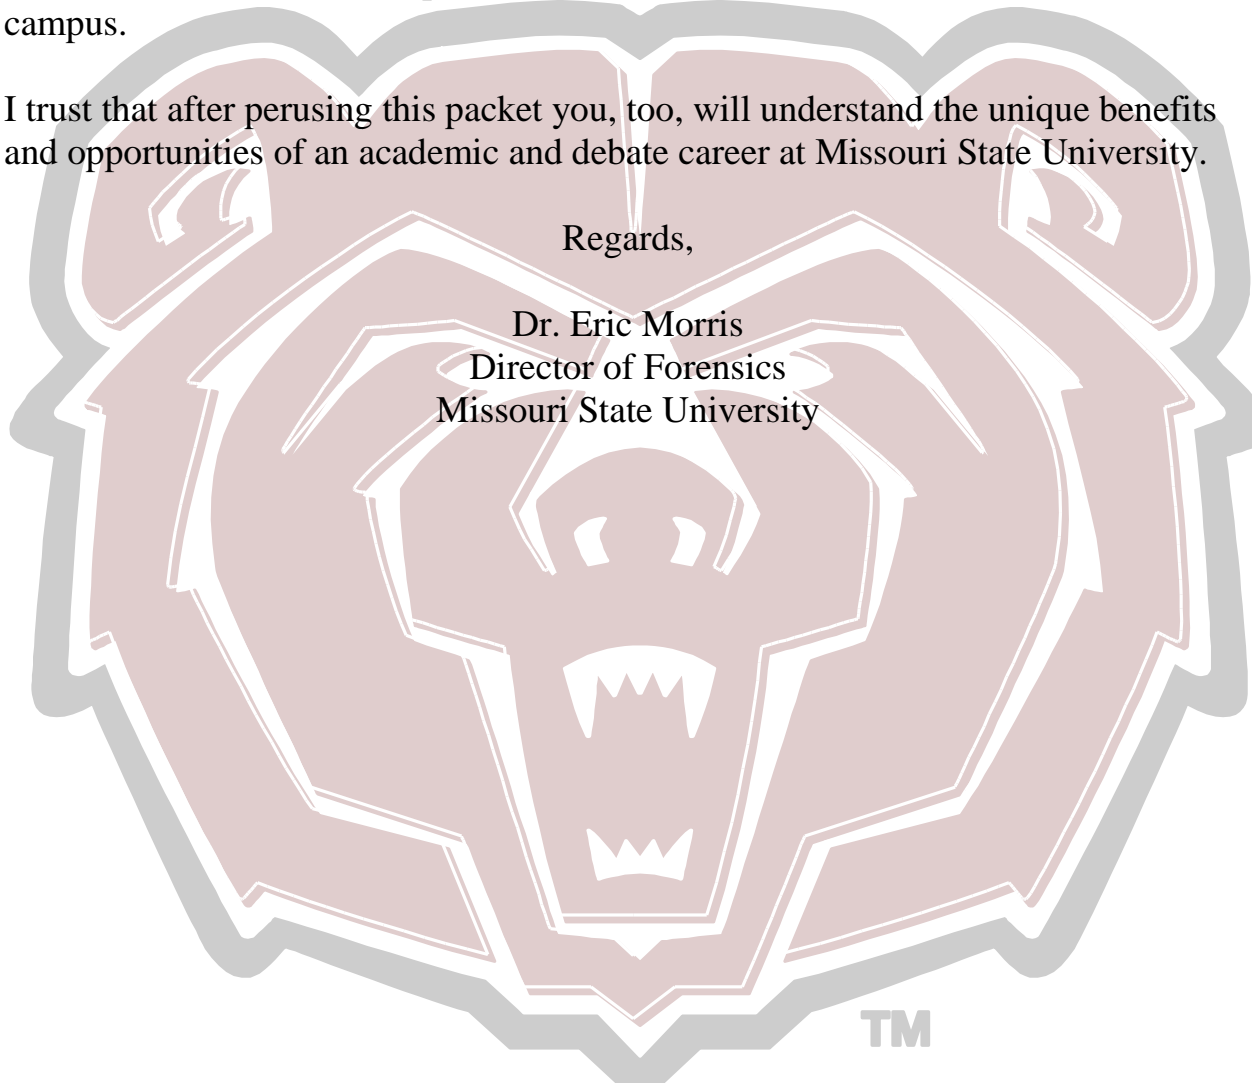 campus.
I trust that after perusing this packet you, too, will understand the unique benefits
and opportunities of an academic and debate career at Missouri State University.
Regards,
Dr. Eric Morris
Director of Forensics
Missouri State University
TM